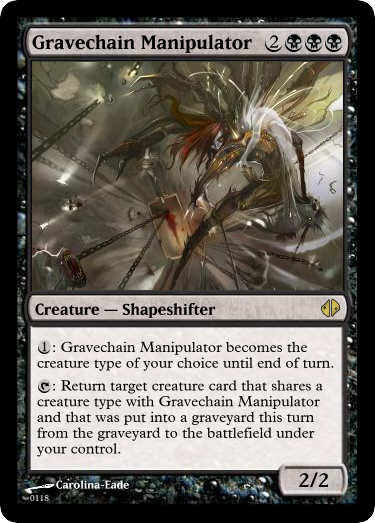 Gravechain Manipulator 2
Creature — Shapeshifter
1: Gravechain Manipulator becomes the
creature type of your choice until end of turn.
: Return target creature card that shares a
creature type with Gravechain Manipulator
and that was put into a graveyard this turn
from the graveyard to the battlefield under
your control.
Carolina-Eade
2/2
0118